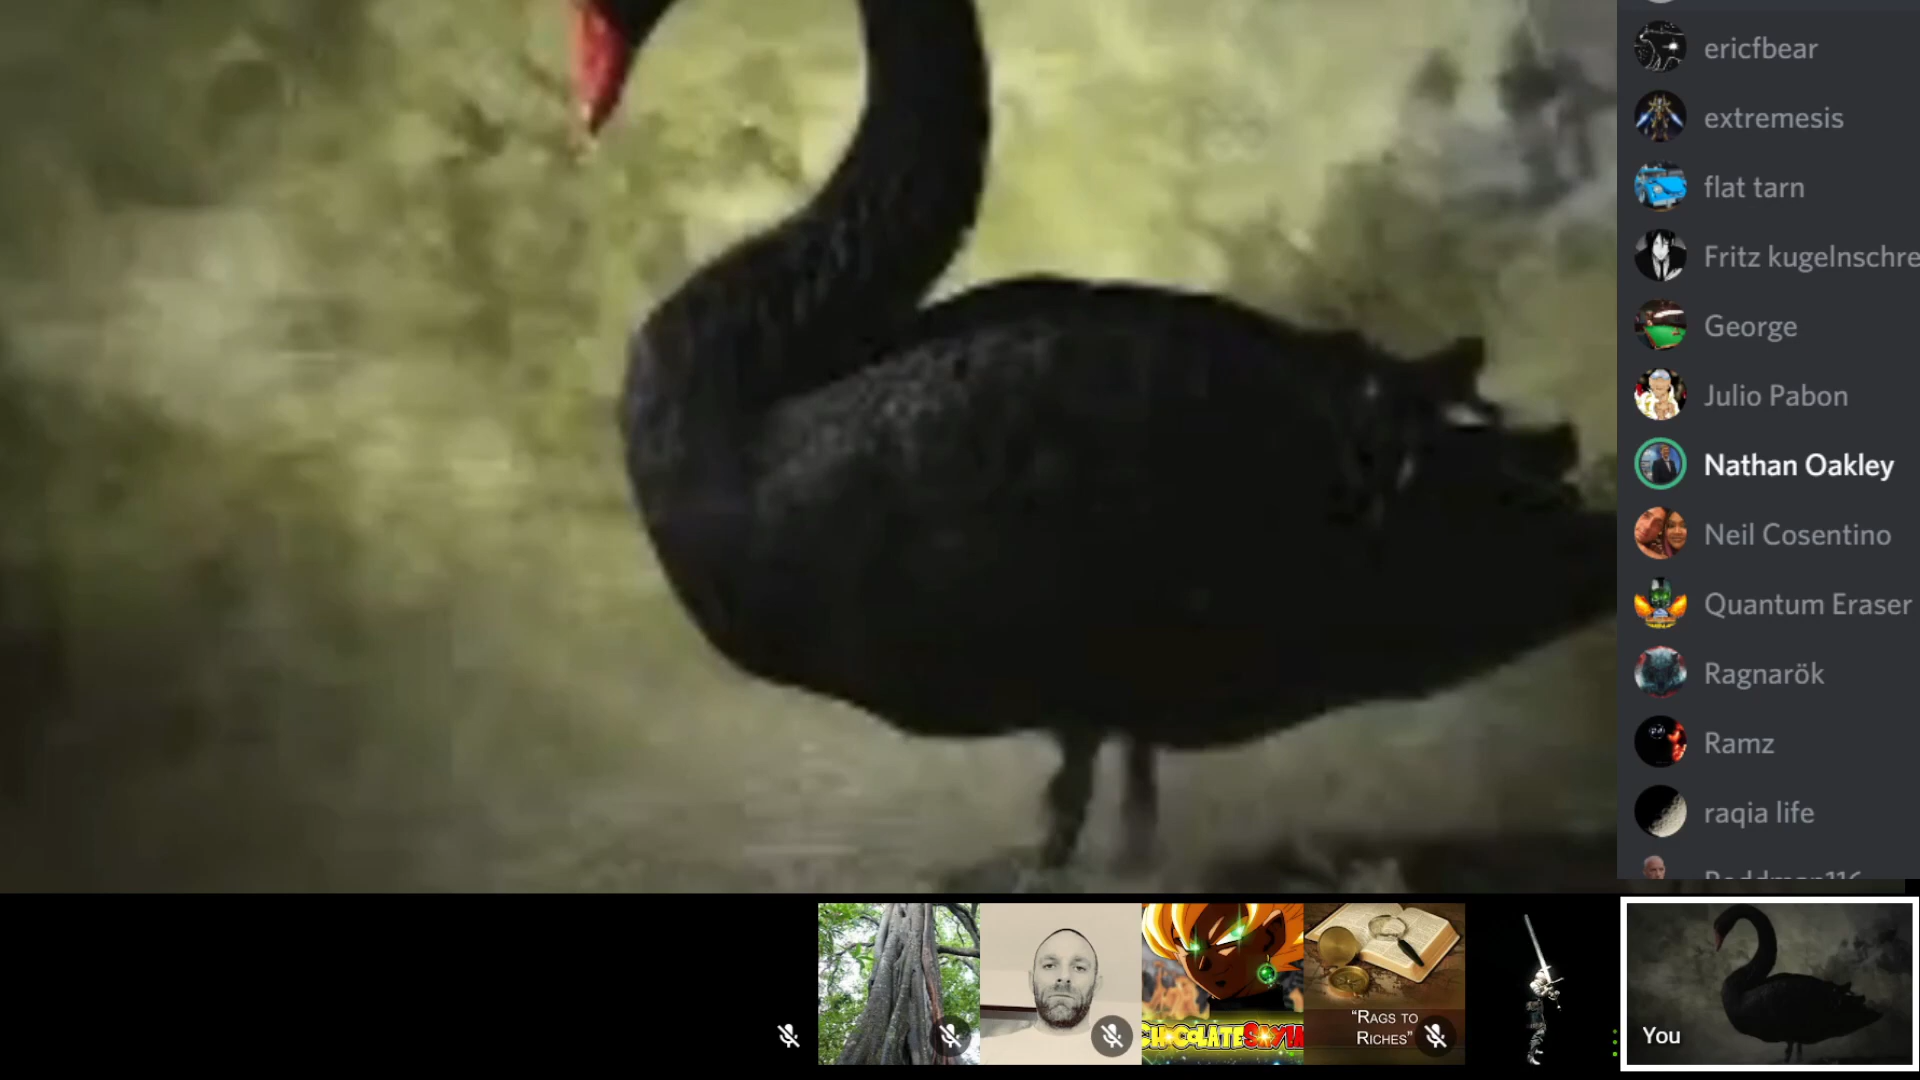 ericfbear
extremesis
flat tarn
Fritz kugelnschre
George
Julio Pabon
Nathan Oakley
Neil Cosentino
Quantum Eraser
Ragnarök
Ramz
raqia life
"RAGS TO
RICHES"
You